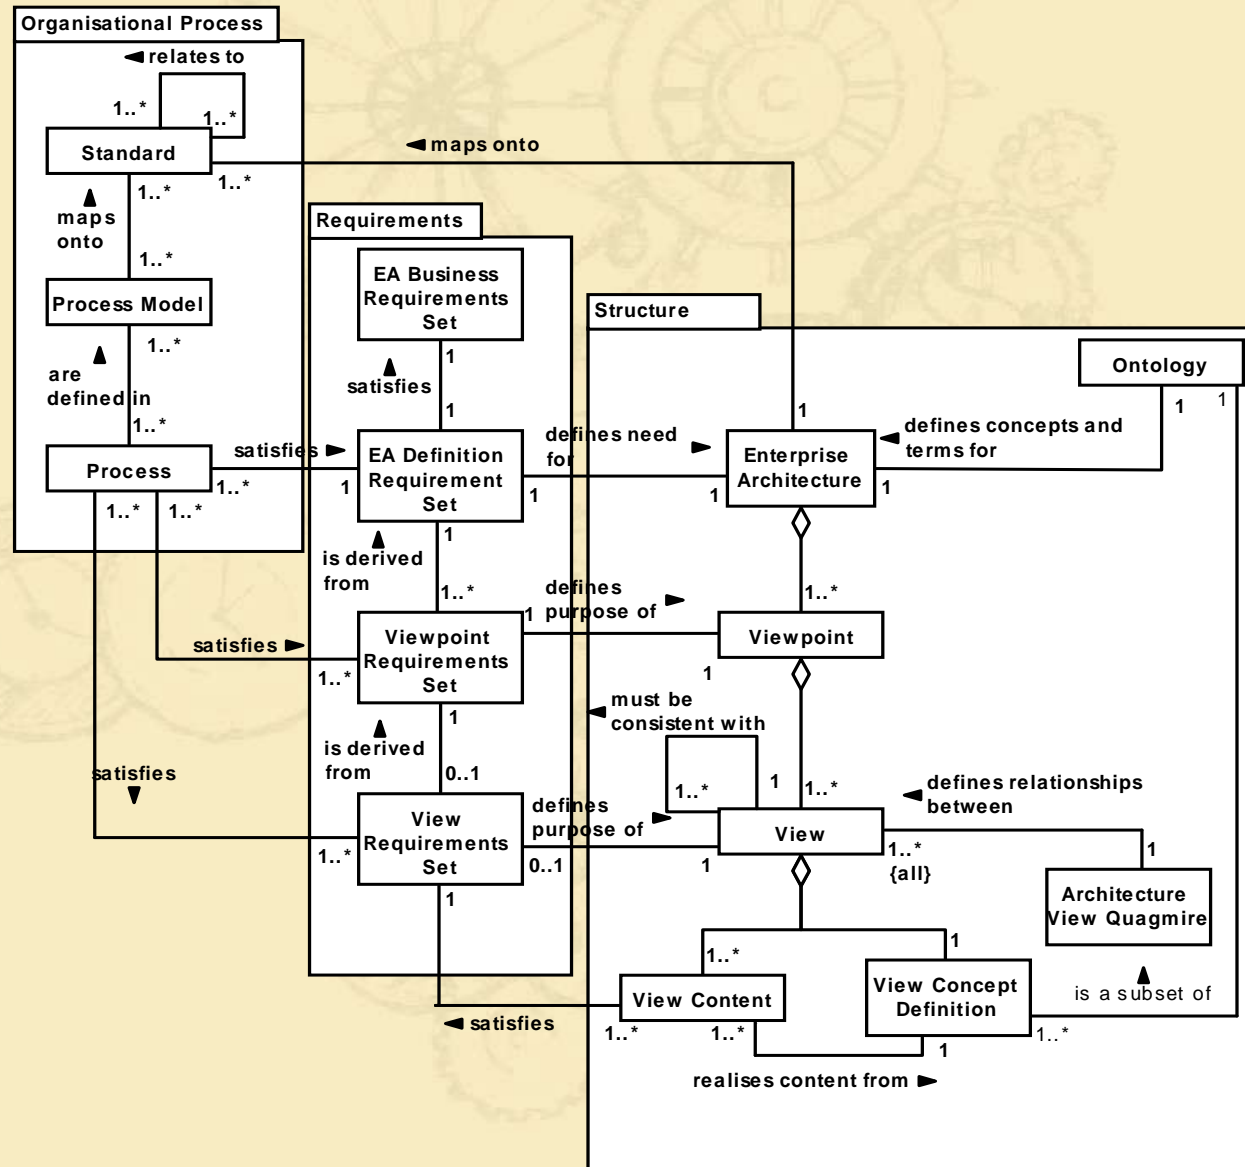 Organisational Process
relates to
1..*
1..*
Standard
1..*
1..*
maps onto
maps
onto
1..*
Process Model
1..*
are
defined in
1..*
Process
1..*
1..*
1..*
satisfies
1
satisfies
1..*
satisfies
1..*
Requirements
EA Business
Requirements
Set
1
satisfies
1
EA Definition
Requirement
Set
1
1
is derived
from
1..*
Viewpoint
Requirements
Set
1
1
is derived
from
0..1
View
Requirements
Set
0..1
1
defines need
for
1
defines
purpose of
1
defines
purpose of
1
Structure
Ontology
1
1
defines concepts and
terms for
1
Enterprise
Architecture
1
1..*
Viewpoint
must be
consistent with
1..*
1
1..*
View
1..*
{all}
defines relationships
between
1
Architecture
View Quagmire
is a subset of
1..*
1..*
1
View Content
View Concept
Definition
satisfies
1..*
1..*
1
realises content from